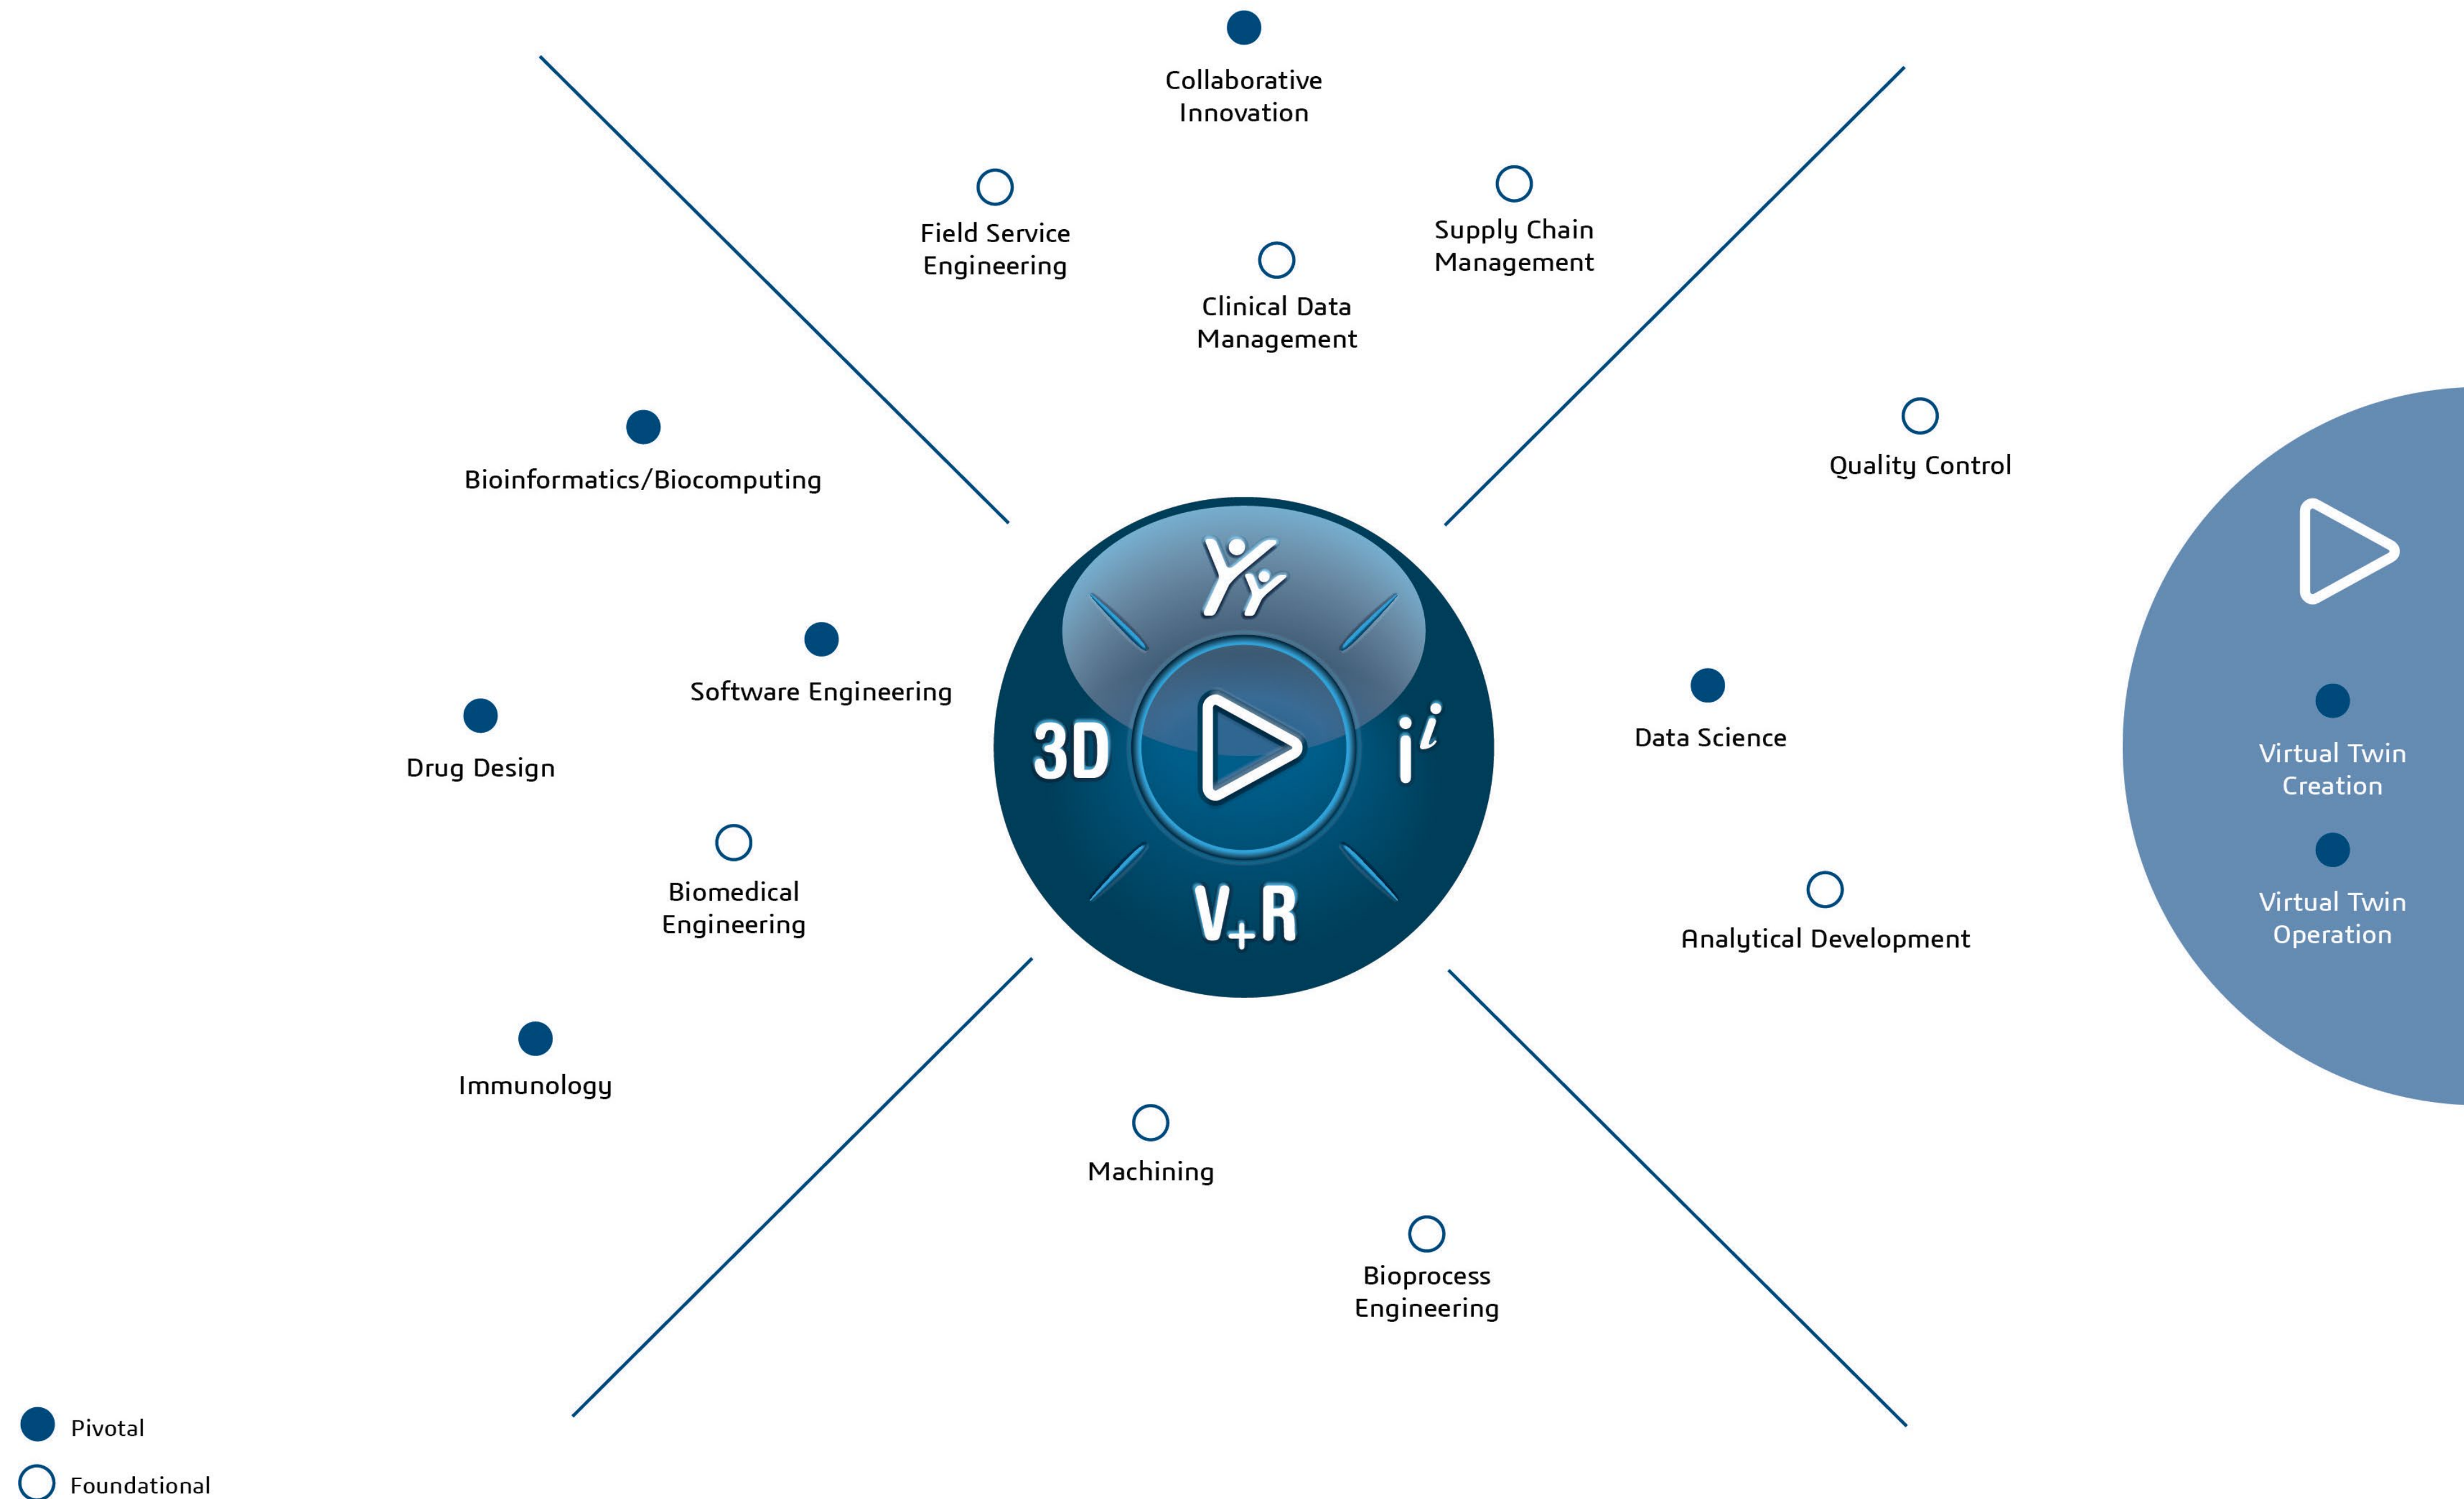 Collaborative
Innovation
Field Service
Engineering
Supply Chain
Management
Clinical Data
Management
Bioinformatics/Biocomputing
Quality Control
Software Engineering
Drug Design
Biomedical
Engineering
Immunology
3D
i i
V+R
Data Science
Analytical Development
Virtual Twin
Creation
Virtual Twin
Operation
Machining
Bioprocess
Engineering
Pivotal
Foundational